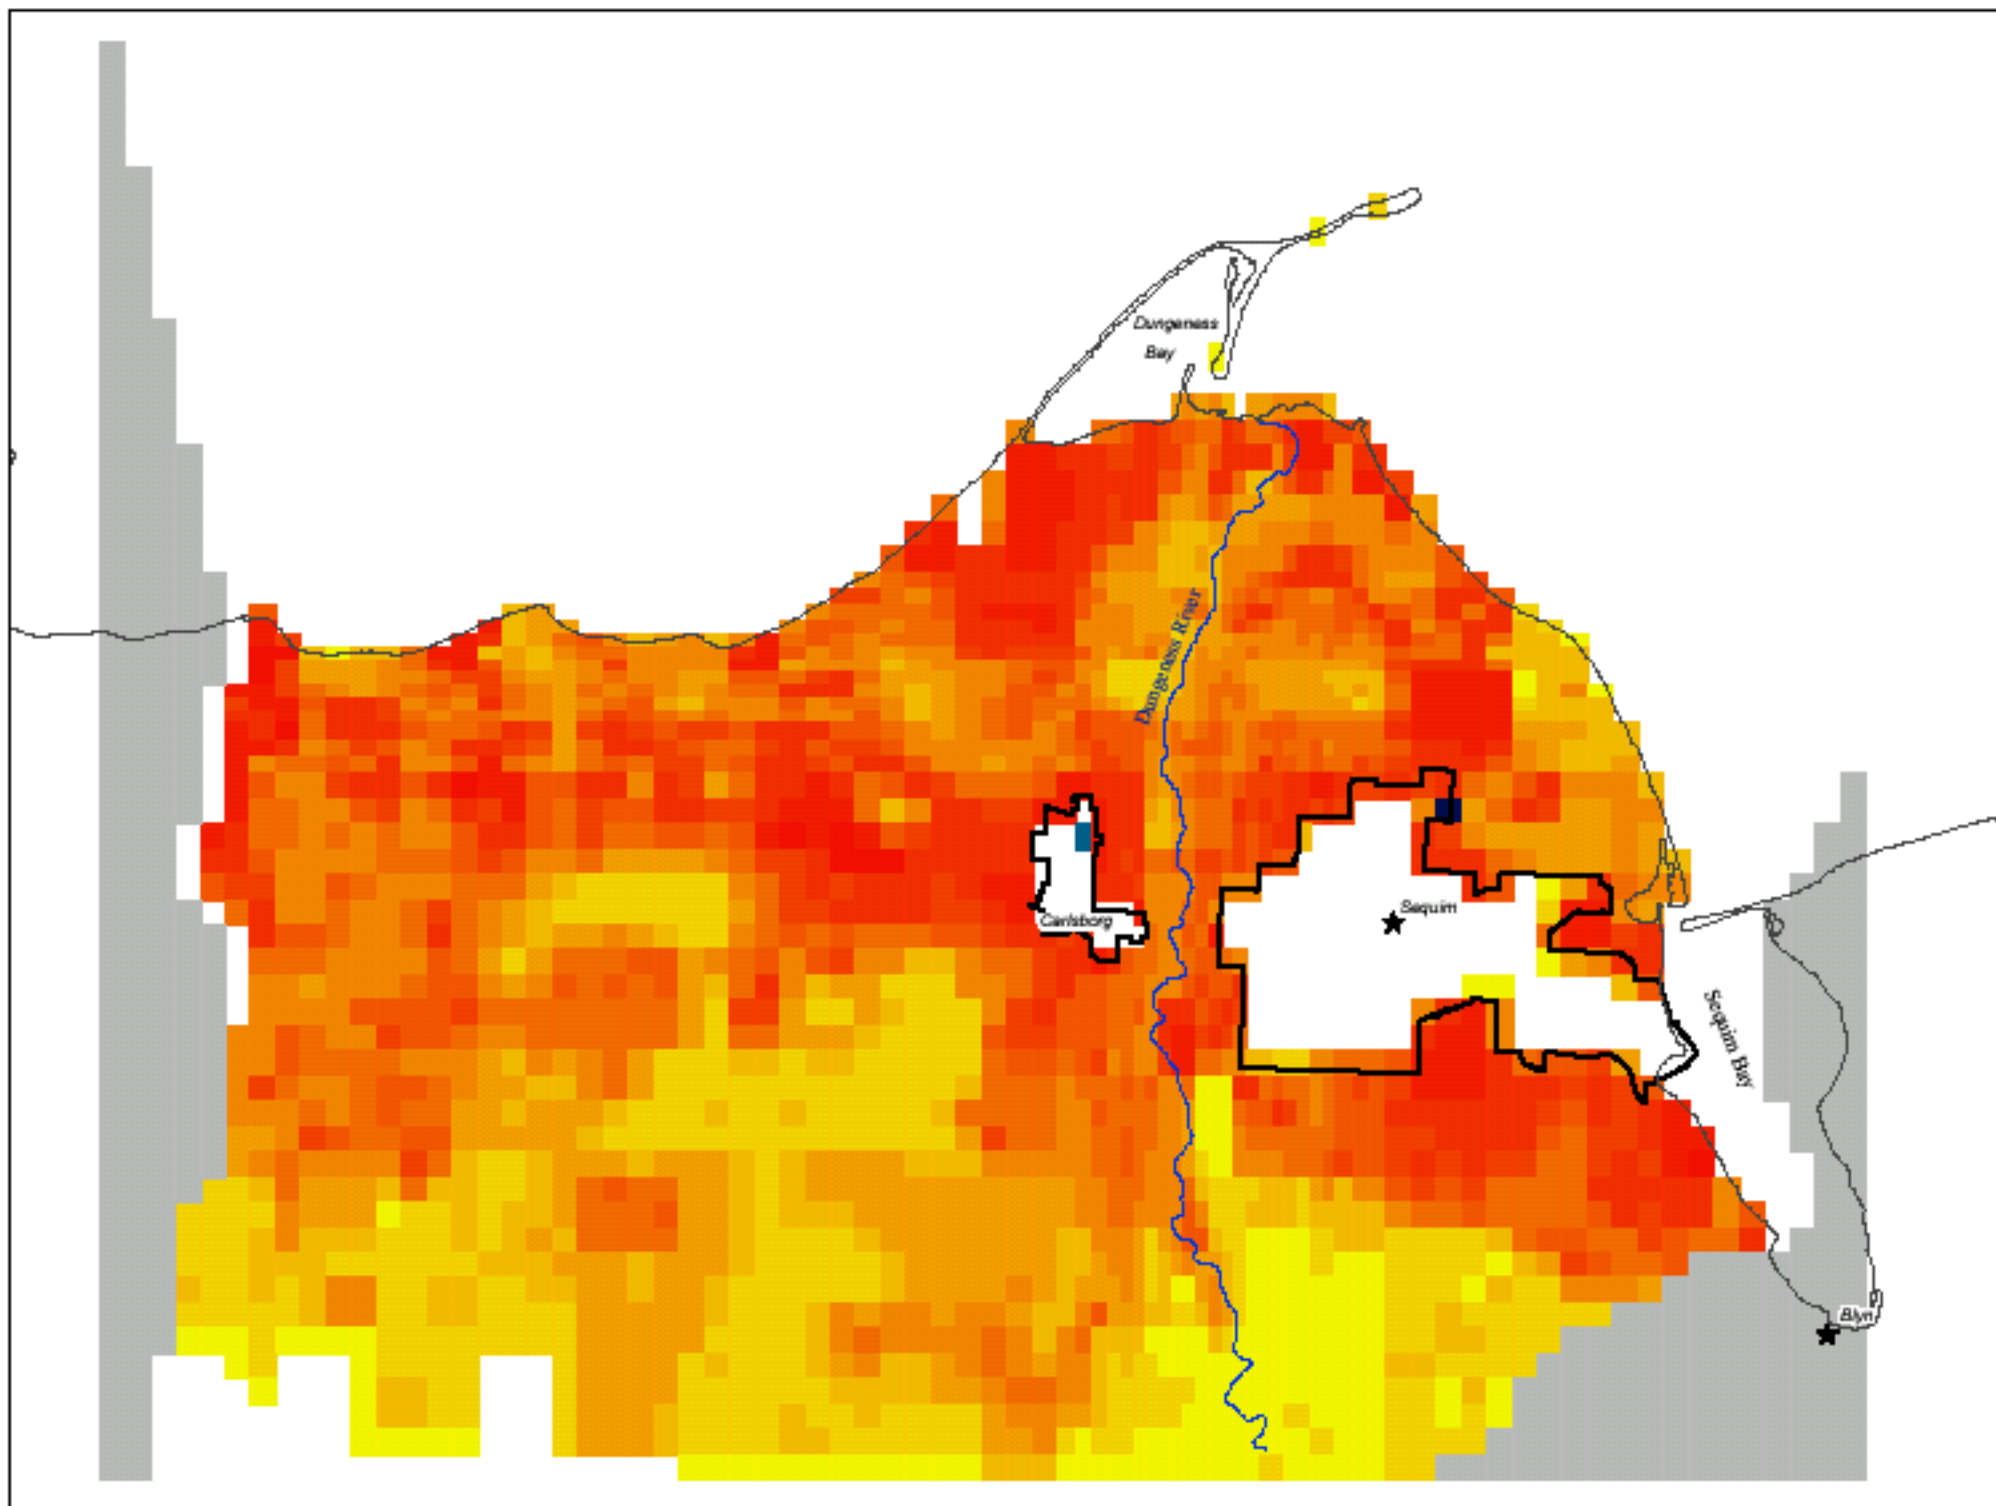 Dungeness
Bay
Dungeness River
Carlsborg
Sequim
Sequim Bay
Blyn